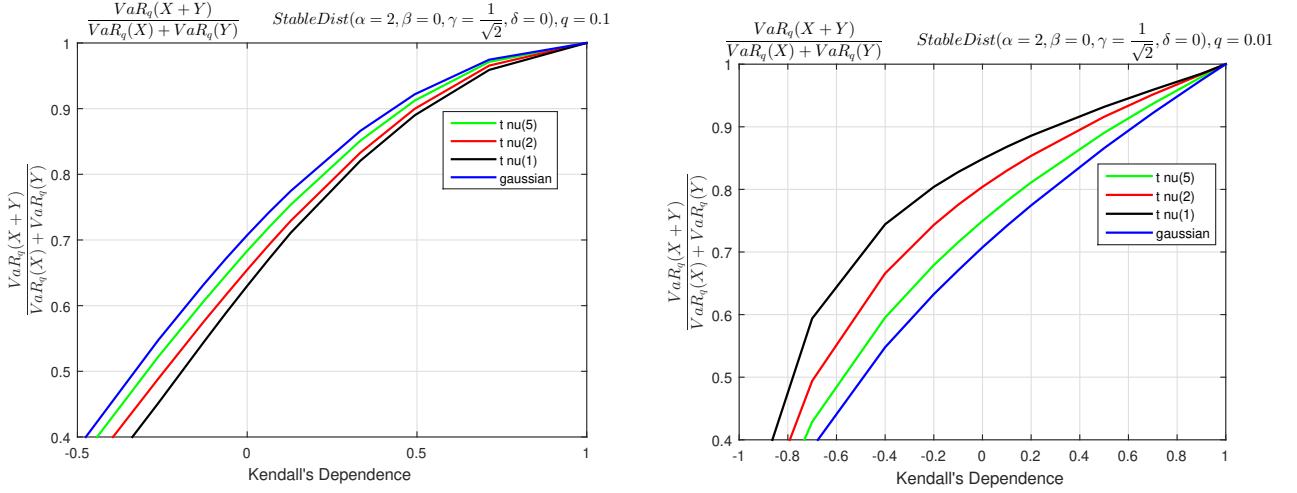 VaR_q(X + Y) / VaR_q(X) + VaR_q(Y)
StableDist(α = 2, β = 0, γ = 1/√2, δ = 0), q = 0.1
1
0.9
0.8
0.7
0.6
0.5
0.4
-0.5 0 0.5 1
Kendall's Dependence
VaR_q(X + Y) / VaR_q(X) + VaR_q(Y)
t nu(5)
t nu(2)
t nu(1)
gaussian
VaR_q(X + Y) / VaR_q(X) + VaR_q(Y)
StableDist(α = 2, β = 0, γ = 1/√2, δ = 0), q = 0.01
1
0.9
0.8
0.7
0.6
0.5
0.4
-1 -0.8 -0.6 -0.4 -0.2 0 0.2 0.4 0.6 0.8 1
Kendall's Dependence
VaR_q(X + Y) / VaR_q(X) + VaR_q(Y)
t nu(5)
t nu(2)
t nu(1)
gaussian